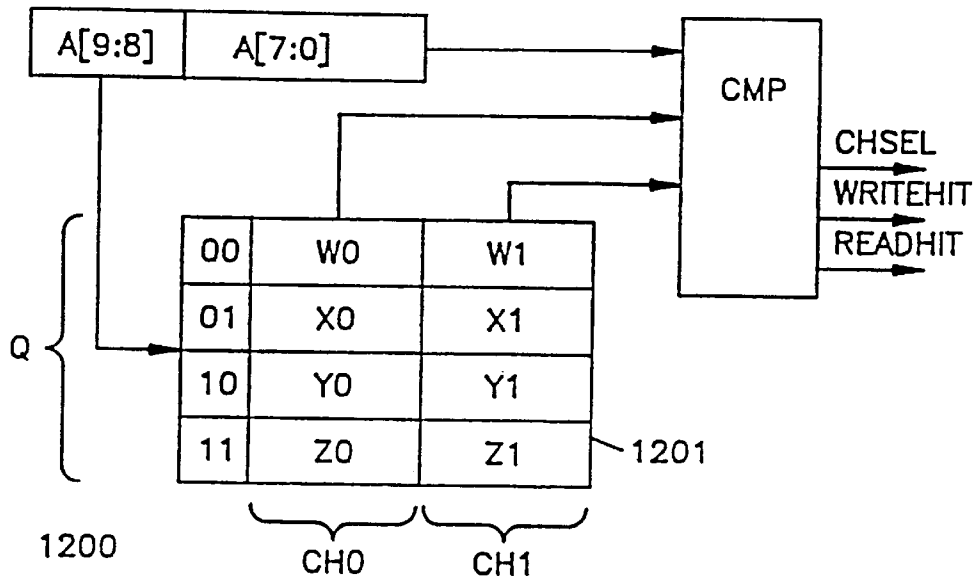 A[9:8] A[7:0]
CMP
CHSEL
WRITEHIT
READHIT
Q
00 W0 W1
01 X0 X1
10 Y0 Y1
11 Z0 Z1
1201
1200
CH0 CH1